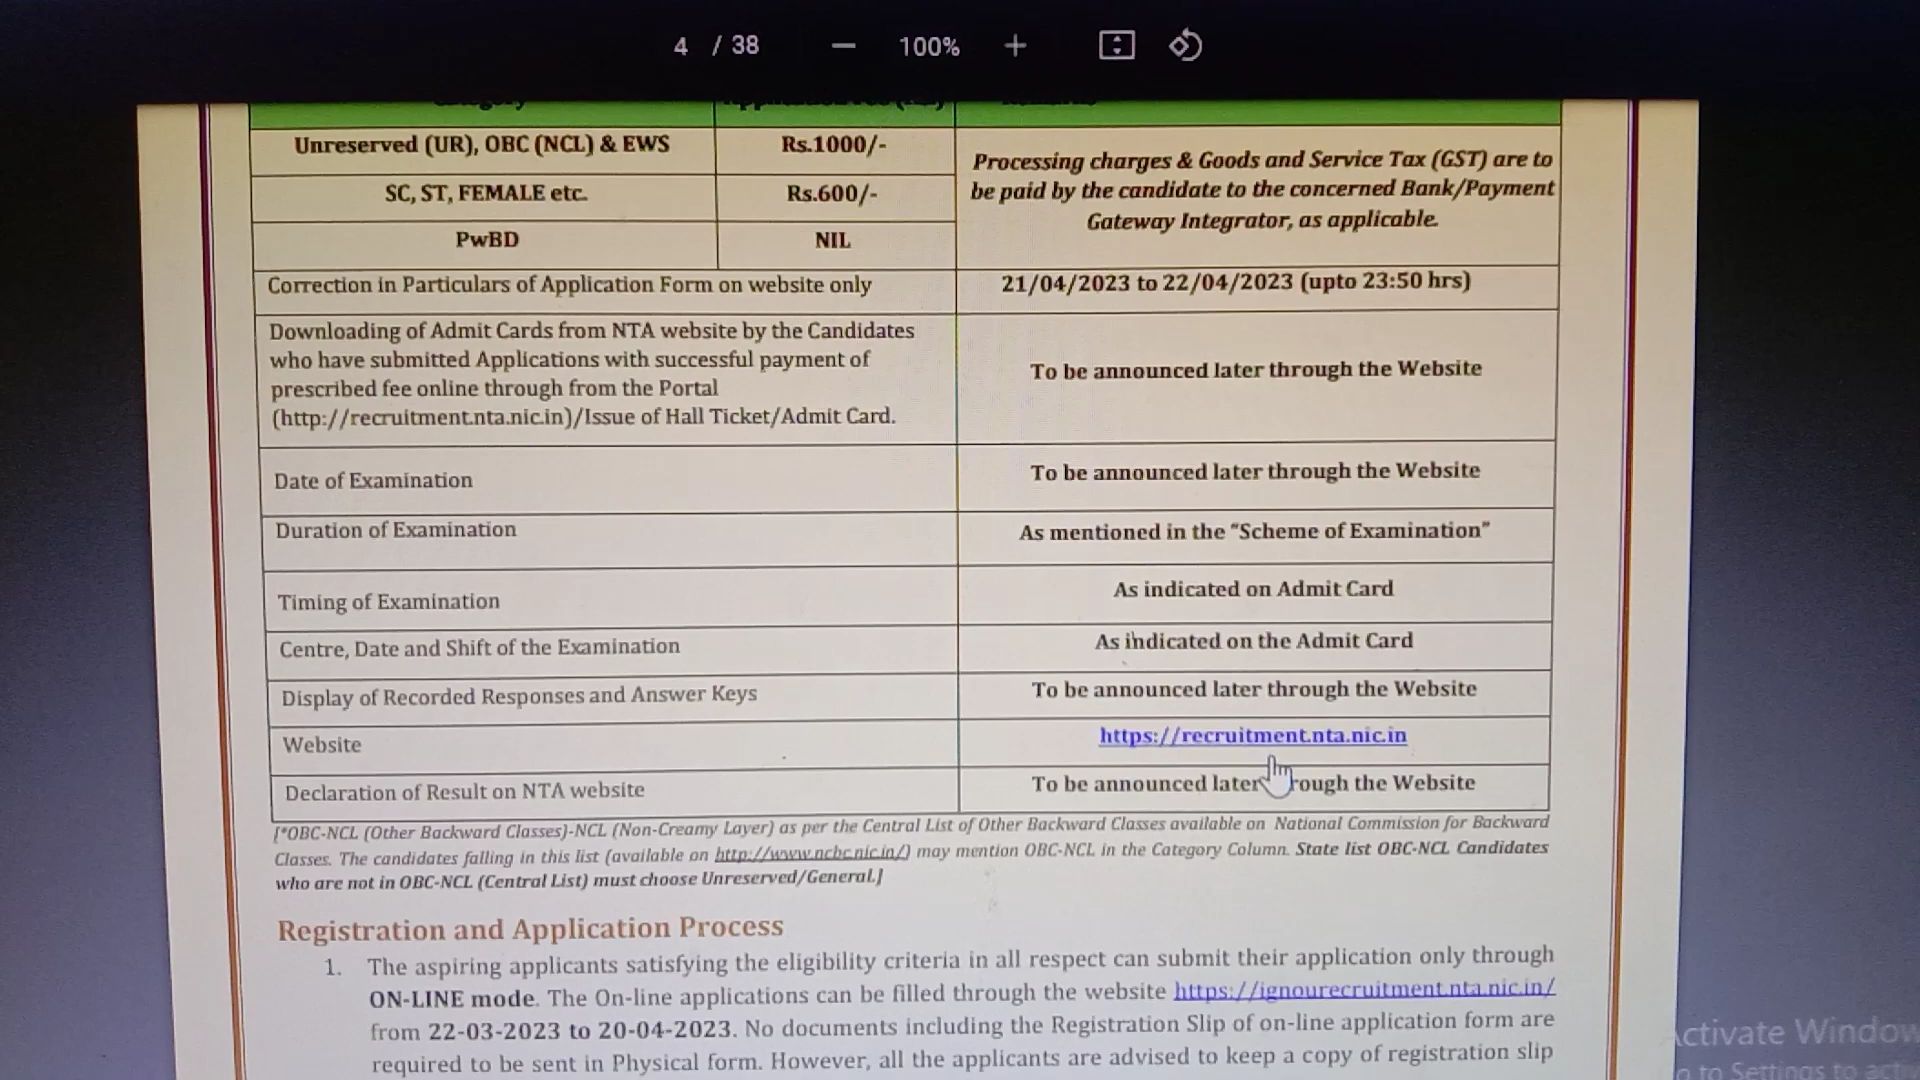 4 / 38
100%
Unreserved (UR), OBC (NCL) & EWS
Rs.1000/-
SC, ST, FEMALE etc.
Rs.600/-
PwBD
NIL
Processing charges & Goods and Service Tax (GST) are to
be paid by the candidate to the concerned Bank/Payment
Gateway Integrator, as applicable.
Correction in Particulars of Application Form on website only
21/04/2023 to 22/04/2023 (upto 23:50 hrs)
Downloading of Admit Cards from NTA website by the Candidates
who have submitted Applications with successful payment of
prescribed fee online through from the Portal
(http://recruitment.nta.nic.in)/Issue of Hall Ticket/Admit Card.
To be announced later through the Website
Date of Examination
To be announced later through the Website
Duration of Examination
As mentioned in the “Scheme of Examination”
Timing of Examination
As indicated on Admit Card
Centre, Date and Shift of the Examination
As indicated on the Admit Card
Display of Recorded Responses and Answer Keys
To be announced later through the Website
Website
https://recruitment.nta.nic.in
Declaration of Result on NTA website
To be announced later through the Website
[*OBC-NCL (Other Backward Classes)-NCL (Non-Creamy Layer) as per the Central List of Other Backward Classes available on National Commission for Backward
Classes. The candidates falling in this list (available on http://www.ncbc.nic.in/) may mention OBC-NCL in the Category Column. State list OBC-NCL Candidates
who are not in OBC-NCL (Central List) must choose Unreserved/General.]
Registration and Application Process
1. The aspiring applicants satisfying the eligibility criteria in all respect can submit their application only through
ON-LINE mode. The On-line applications can be filled through the website https://ignourecruitment.nta.nic.in/
from 22-03-2023 to 20-04-2023. No documents including the Registration Slip of on-line application form are
required to be sent in Physical form. However, all the applicants are advised to keep a copy of registration slip
Activate Window
o to Settings to activ